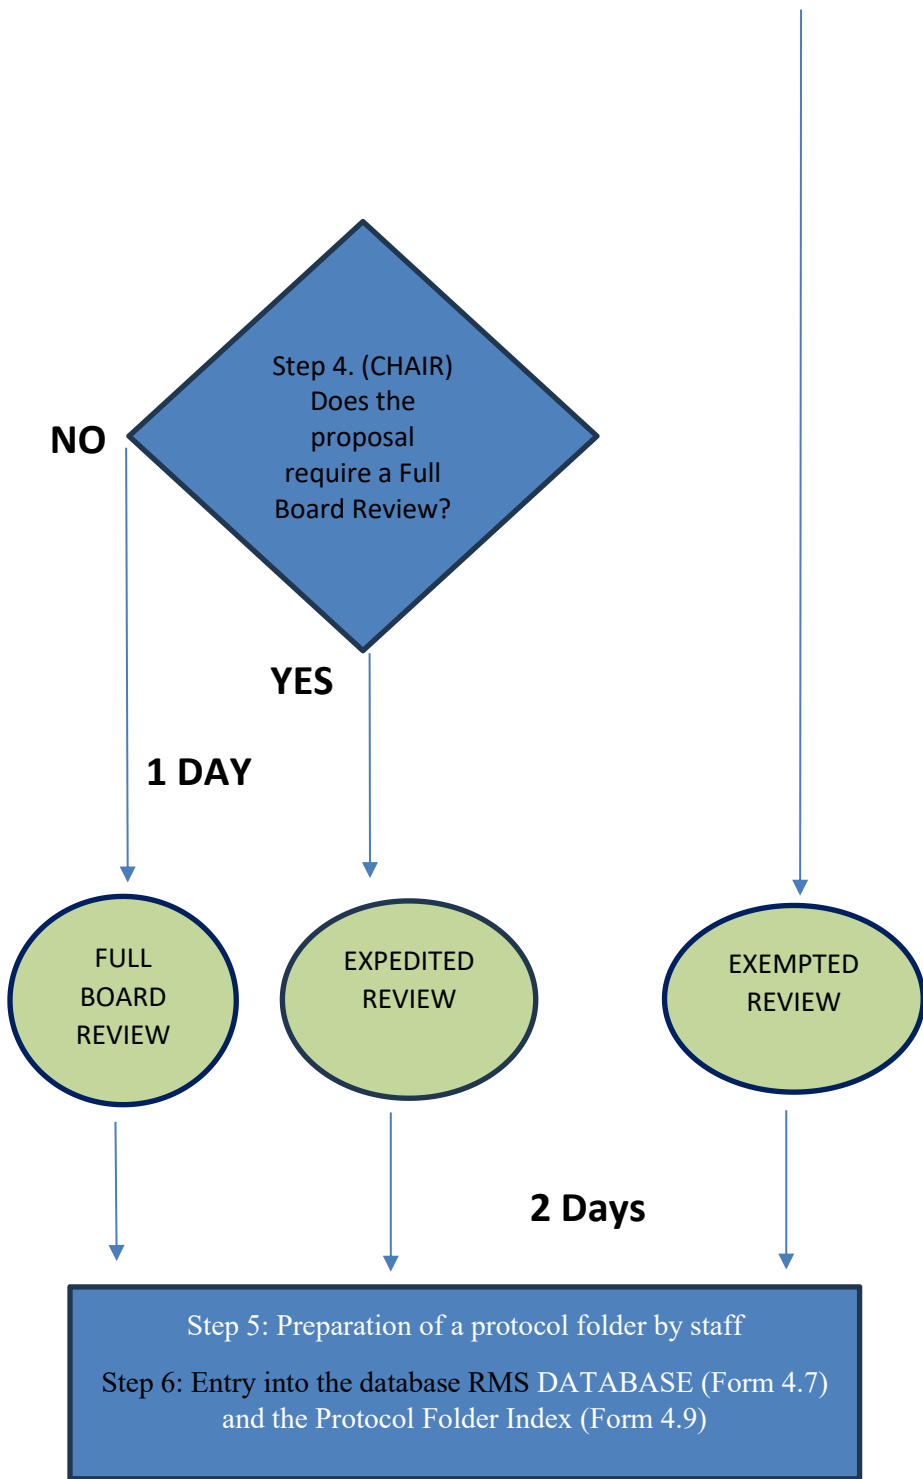 Step 4. (CHAIR)
Does the
proposal
require a Full
Board Review?
NO
YES
1 DAY
FULL
BOARD
REVIEW
EXPEDITED
REVIEW
EXEMPTED
REVIEW
2 Days
Step 5: Preparation of a protocol folder by staff
Step 6: Entry into the database RMS DATABASE (Form 4.7)
and the Protocol Folder Index (Form 4.9)